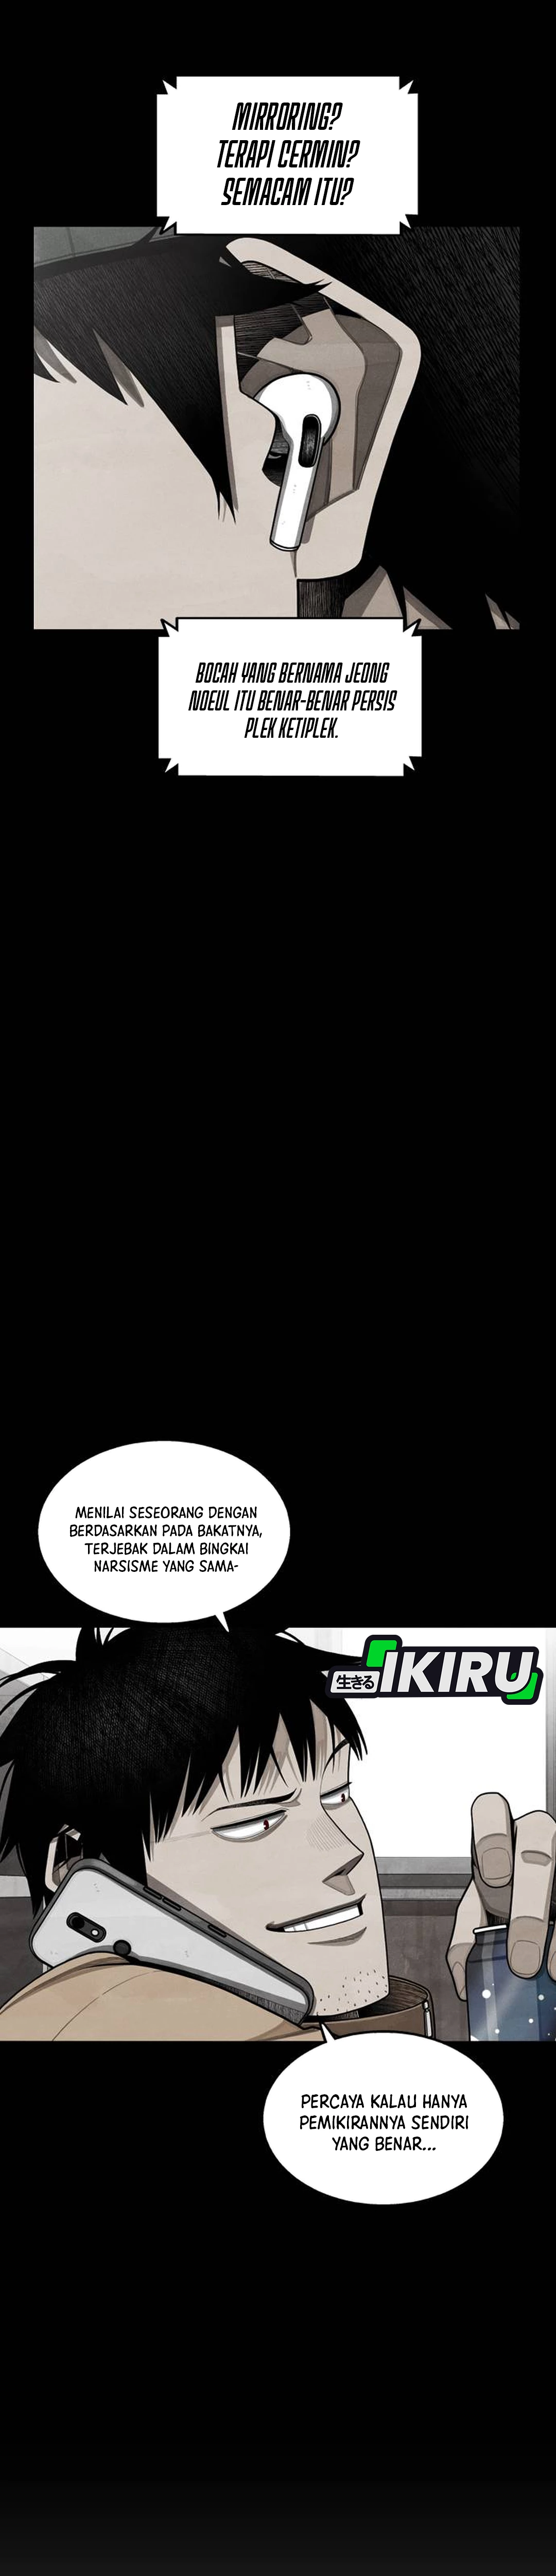 MIRRORING?
TERAPI CERMIN?
SEMACAM ITU?
BOCAH YANG BERNAMA JEONG
NOEUL ITU BENAR-BENAR PERSIS
PLEK KETIPLEK.
MENILAI SESEORANG DENGAN
BERDASARKAN PADA BAKATNYA,
TERJEBAK DALAM BINGKAI
NARSISME YANG SAMA-
生きる IKIRU
PERCAYA KALAU HANYA
PEMIKIRANNYA SENDIRI
YANG BENAR...